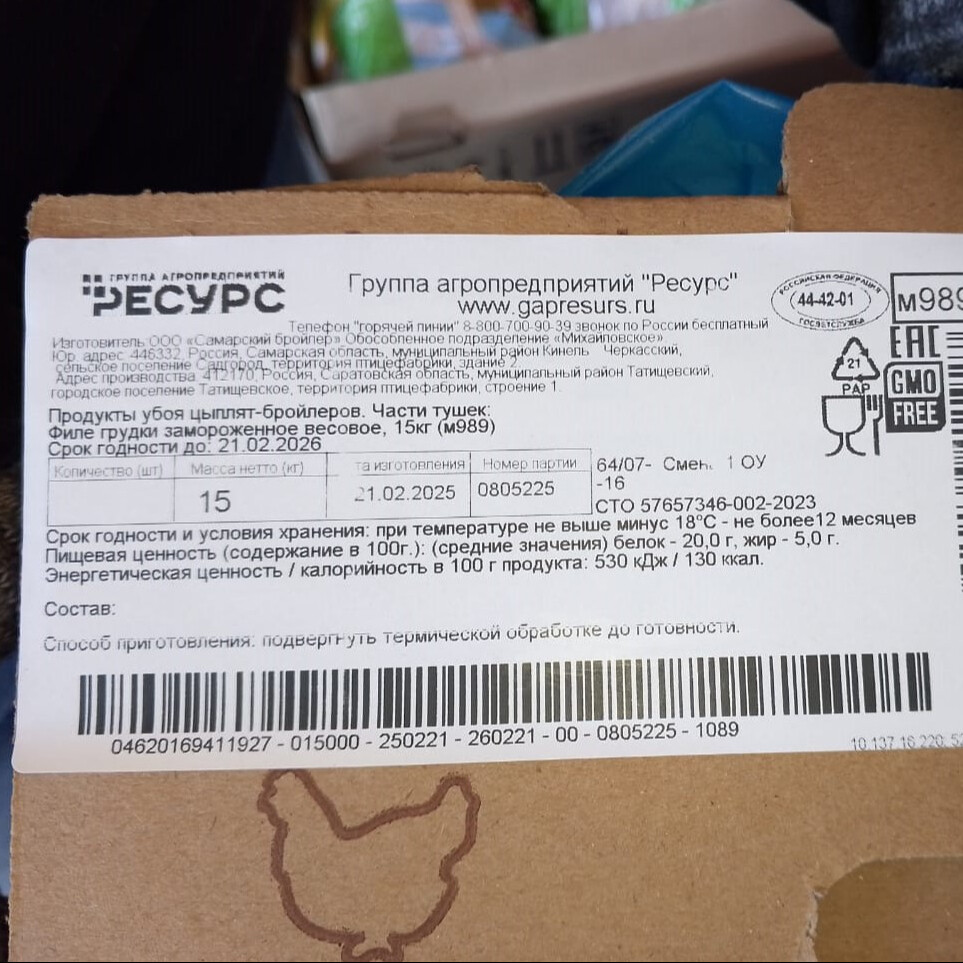 ГРУППА АГРОПРЕДПРИЯТИЙ
РЕСУРС
Группа агропредприятий "Ресурс"
www.gapresurs.ru
РОССИЙСКАЯ ФЕДЕРАЦИЯ
44-42-01
ГОСВЕТСЛУЖБА
м989
Телефон "горячей линии" 8-800-700-90-39 звонок по России бесплатный
Изготовитель ООО «Самарский бройлер» Обособленное подразделение «Михайловское»
Юр. адрес 446332, Россия, Самарская область, муниципальный район Кинель Черкасский,
сельское поселение Садгород, территория птицефабрики, здание 2
Адрес производства 412170, Россия, Саратовская область, Муниципальный район Татищевский,
городское поселение Татищевское, территория птицефабрики, строение 1.
EAC
21
PAP
GMO
FREE
Продукты убоя цыплят-бройлеров. Части тушек:
Филе грудки замороженное весовое, 15кг (м989)
Срок годности до: 21.02.2026
Количество (шт) Масса нетто (кг) та изготовления Номер партии
15 21.02.2025 0805225
64/07- Смен. 1 ОУ
-16
СТО 57657346-002-2023
Срок годности и условия хранения: при температуре не выше минус 18°С - не более12 месяцев
Пищевая ценность (содержание в 100г.): (средние значения) белок - 20,0 г, жир - 5,0 г.
Энергетическая ценность / калорийность в 100 г продукта: 530 кДж / 130 ккал.
Состав:
Способ приготовления: подвергнуть термической обработке до готовности.
04620169411927 - 015000 - 250221 - 260221 - 00 - 0805225 - 1089